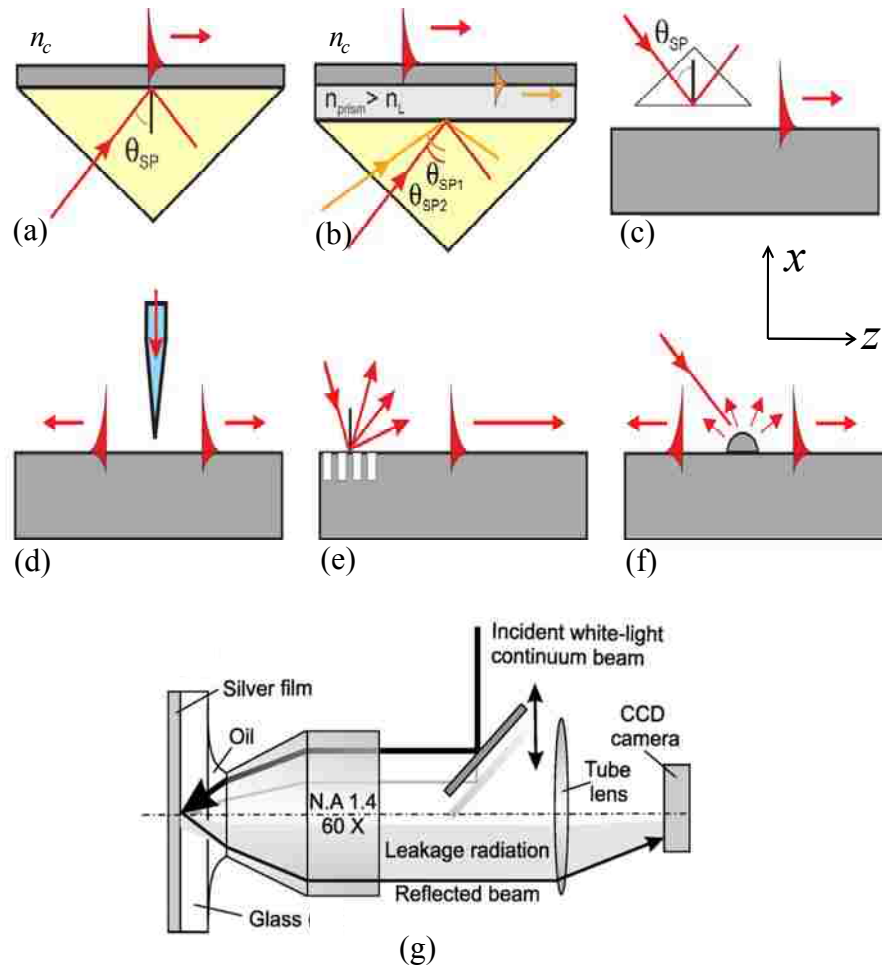 n_c
θ_SP
(a)
n_c
n_prism > n_L
θ_SP1
θ_SP2
(b)
θ_SP
(c)
x
z
(d)
(e)
(f)
Incident white-light
continuum beam
Silver film
Oil
CCD
camera
Tube
lens
N.A 1.4
60 X
Leakage radiation
Reflected beam
Glass (
(g)